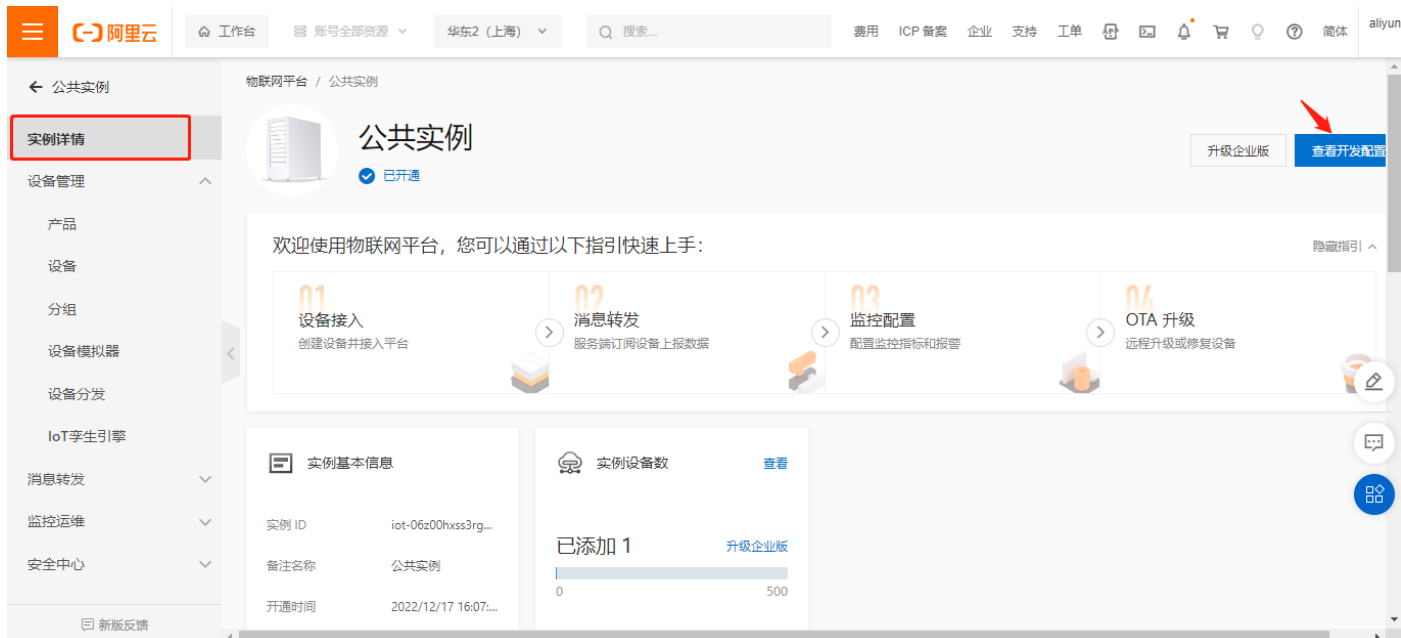 阿里云
工作台
账号全部资源
华东2（上海）
搜索...
费用
ICP 备案
企业
支持
工单
简体
aliyun
公共实例
实例详情
设备管理
产品
设备
分组
设备模拟器
设备分发
IoT孪生引擎
消息转发
监控运维
安全中心
新版反馈
物联网平台 / 公共实例
公共实例
已开通
升级企业版
查看开发配置
欢迎使用物联网平台，您可以通过以下指引快速上手：
隐藏指引
01
设备接入
创建设备并接入平台
02
消息转发
服务端订阅设备上报数据
03
监控配置
配置监控指标和报警
04
OTA 升级
远程升级或修复设备
实例基本信息
实例 ID
iot-06z00hxss3rg...
备注名称
公共实例
开通时间
2022/12/17 16:07:...
实例设备数
查看
已添加 1
升级企业版
0
500